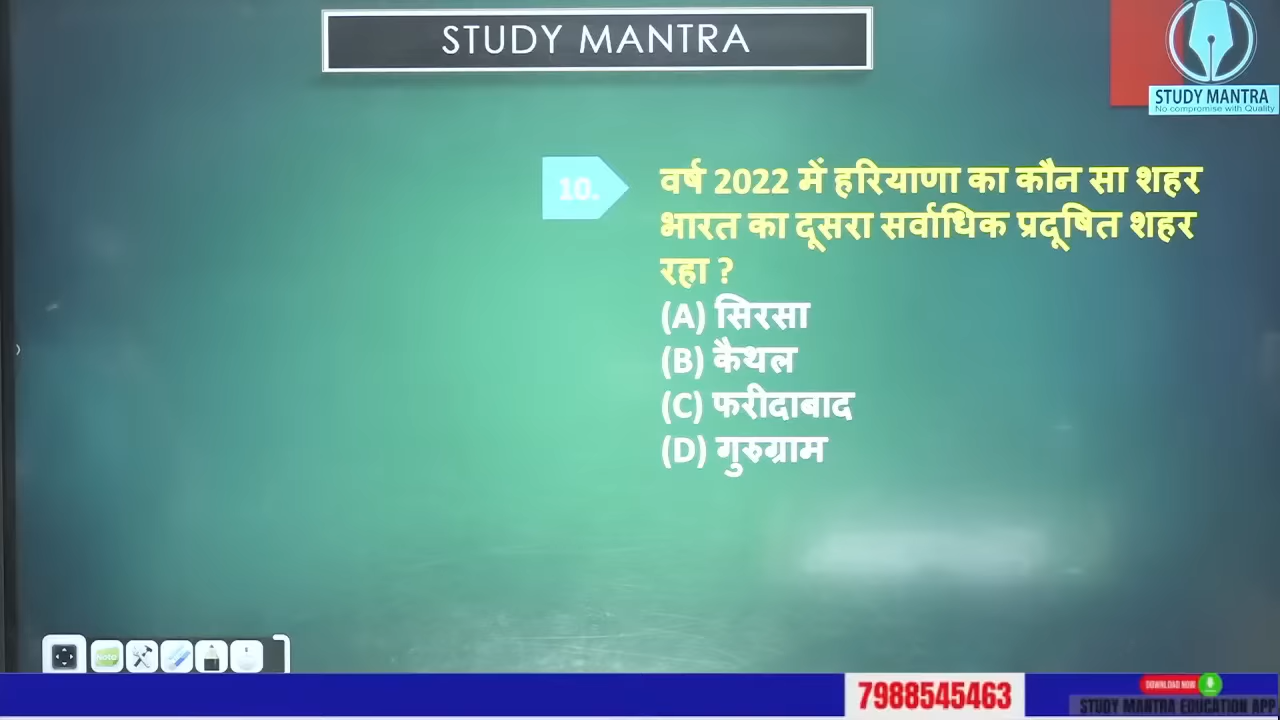 STUDY MANTRA
STUDY MANTRA
No compromise with Quality
10.
वर्ष 2022 में हरियाणा का कौन सा शहर
भारत का दूसरा सर्वाधिक प्रदूषित शहर
रहा ?
(A) सिरसा
(B) कैथल
(C) फरीदाबाद
(D) गुरुग्राम
Note
7988545463
DOWNLOAD NOW
STUDY MANTRA EDUCATION APP